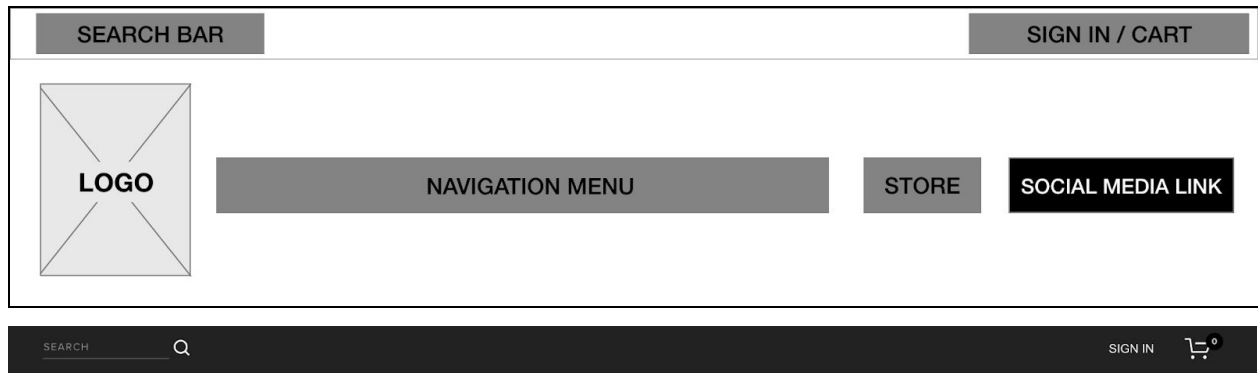 SEARCH BAR SIGN IN / CART
LOGO NAVIGATION MENU STORE SOCIAL MEDIA LINK
SEARCH SIGN IN 0